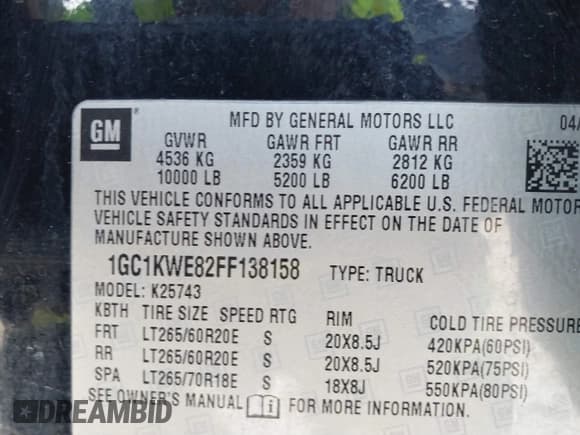 GM
MFD BY GENERAL MOTORS LLC 04/
GVWR GAWR FRT GAWR RR
4536 KG 2359 KG 2812 KG
10000 LB 5200 LB 6200 LB
THIS VEHICLE CONFORMS TO ALL APPLICABLE U.S. FEDERAL MOTOR
VEHICLE SAFETY STANDARDS IN EFFECT ON THE DATE OF
MANUFACTURE SHOWN ABOVE.
1GC1KWE82FF138158 TYPE: TRUCK
MODEL: K25743
KBTH TIRE SIZE SPEED RTG RIM COLD TIRE PRESSURE
FRT LT265/60R20E S 20X8.5J 420KPA(60PSI)
RR LT265/60R20E S 20X8.5J 520KPA(75PSI)
SPA LT265/70R18E S 18X8J 550KPA(80PSI)
SEE OWNER'S MANUAL FOR MORE INFORMATION.
DREAMBID